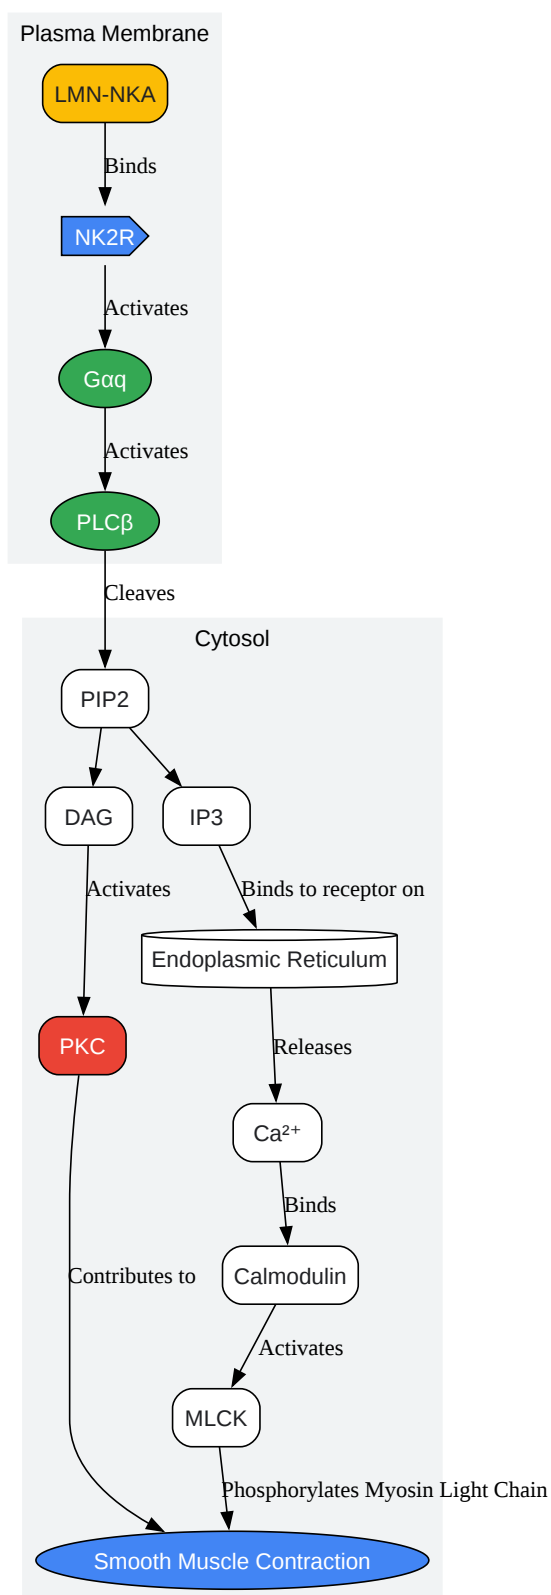 Plasma Membrane
LMN-NKA
Binds
NK2R
Activates
Gαq
Activates
PLCβ
Cleaves
Cytosol
PIP2
DAG
IP3
Activates
Binds to receptor on
Endoplasmic Reticulum
PKC
Releases
Ca²⁺
Binds
Contributes to
Calmodulin
Activates
MLCK
Phosphorylates Myosin Light Chain
Smooth Muscle Contraction